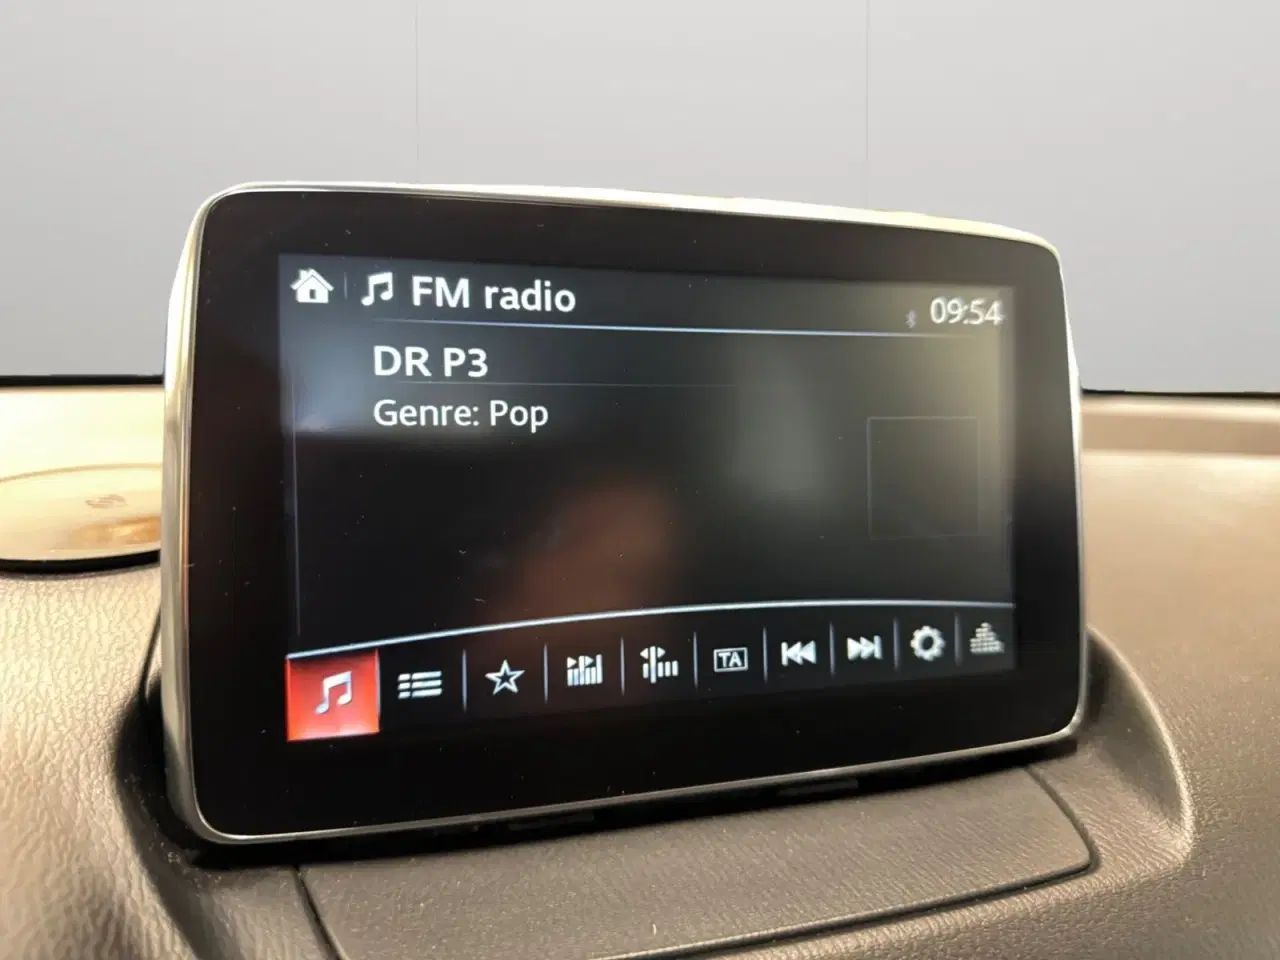 FM radio
09:54
DR P3
Genre: Pop
TA